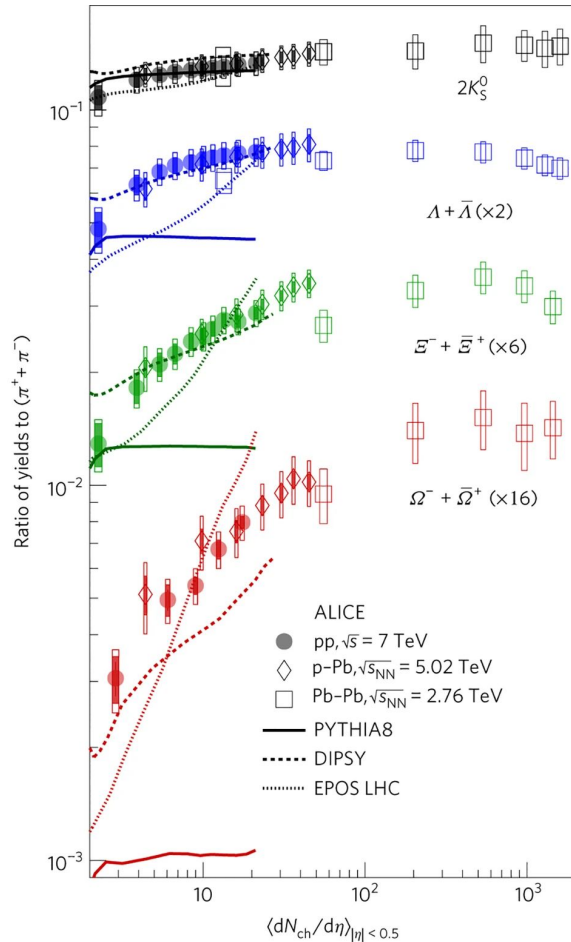 Ratio of yields to (π⁺ + π⁻)
10⁻¹
10⁻²
10⁻³
2K⁰_S
Λ + Λ̅ (×2)
Ξ⁻ + Ξ̅⁺ (×6)
Ω⁻ + Ω̅⁺ (×16)
ALICE
pp, √s = 7 TeV
p–Pb, √s_NN = 5.02 TeV
Pb–Pb, √s_NN = 2.76 TeV
PYTHIA8
DIPSY
EPOS LHC
10 10² 10³
⟨dN_ch/dη⟩_|η| < 0.5